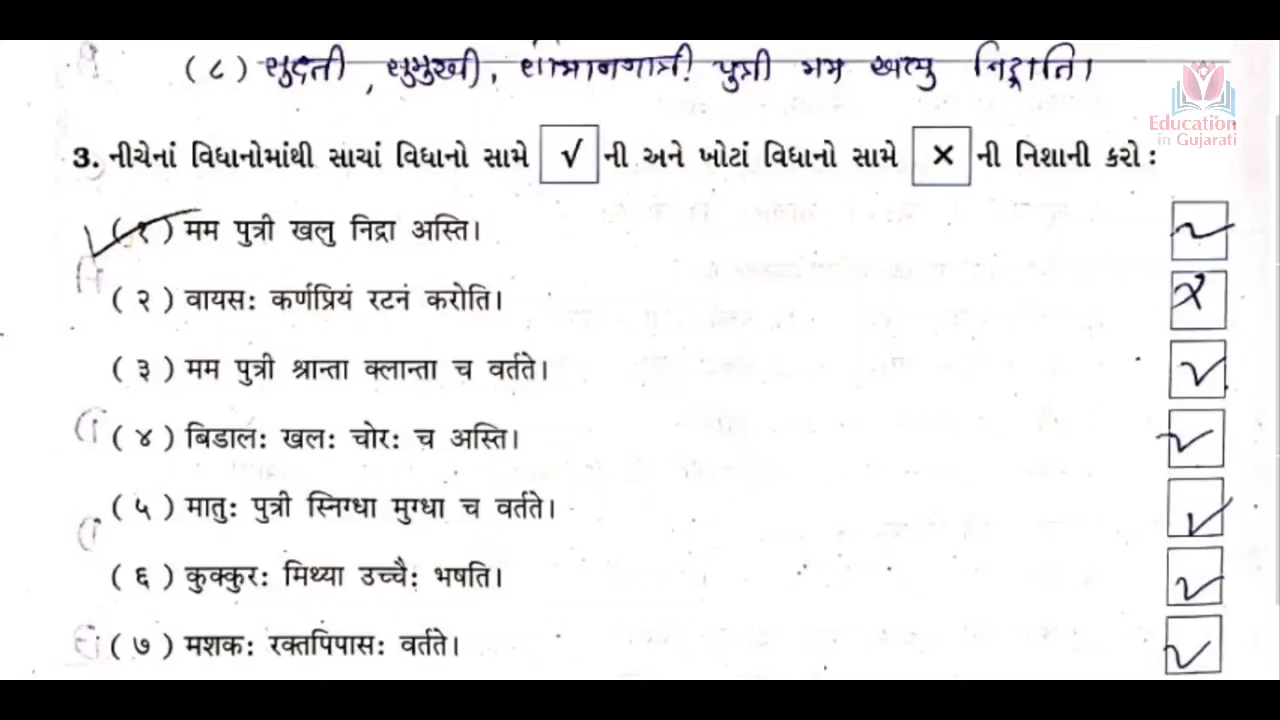 (८) सुदती, सुमुखी, शोभानगात्री पुत्री मम खलु निद्राति।
Education
in Gujarati
3. નીચેનાં વિધાનોમાંથી સાચાં વિધાનો સામે √ ની અને ખોટાં વિધાનો સામે × ની નિશાની કરો :
(१) मम पुत्री खलु निद्रा अस्ति। ✓
(२) वायसः कर्णप्रियं रटनं करोति। ×
(३) मम पुत्री श्रान्ता क्लान्ता च वर्तते। ✓
(४) बिडालः खलः चोरः च अस्ति। ✓
(५) मातुः पुत्री स्निग्धा मुग्धा च वर्तते। ✓
(६) कुक्कुरः मिथ्या उच्चैः भषति। ✓
(७) मशकः रक्तपिपासः वर्तते। ✓